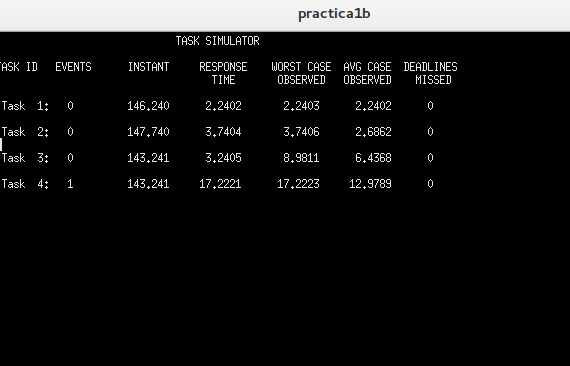 practica1b
TASK SIMULATOR
TASK ID EVENTS INSTANT RESPONSE WORST CASE AVG CASE DEADLINES
TIME OBSERVED OBSERVED MISSED
Task 1: 0 146.240 2.2402 2.2403 2.2402 0
Task 2: 0 147.740 3.7404 3.7406 2.6862 0
Task 3: 0 143.241 3.2405 8.9811 6.4368 0
Task 4: 1 143.241 17.2221 17.2223 12.9789 0